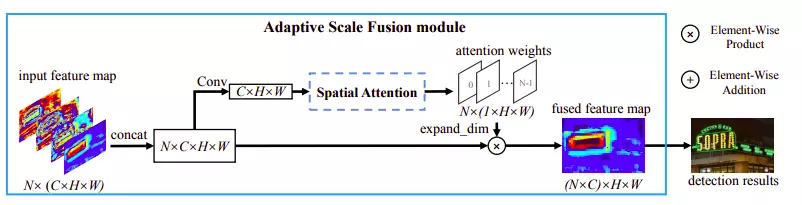 Adaptive Scale Fusion module
input feature map
N× (C×H×W)
concat
N×C×H×W
Conv
C×H×W
Spatial Attention
attention weights
0
1
N-1
N×(1×H×W)
expand_dim
×
fused feature map
(N×C)×H×W
SOPRA
detection results
×
Element-Wise
Product
+
Element-Wise
Addition